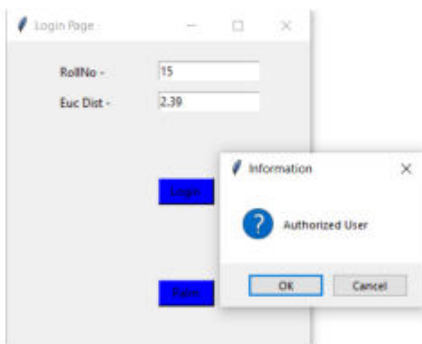 Login Page
RollNo - 15
Euc Dist - 2.39
Login
Information
Authorized User
OK Cancel